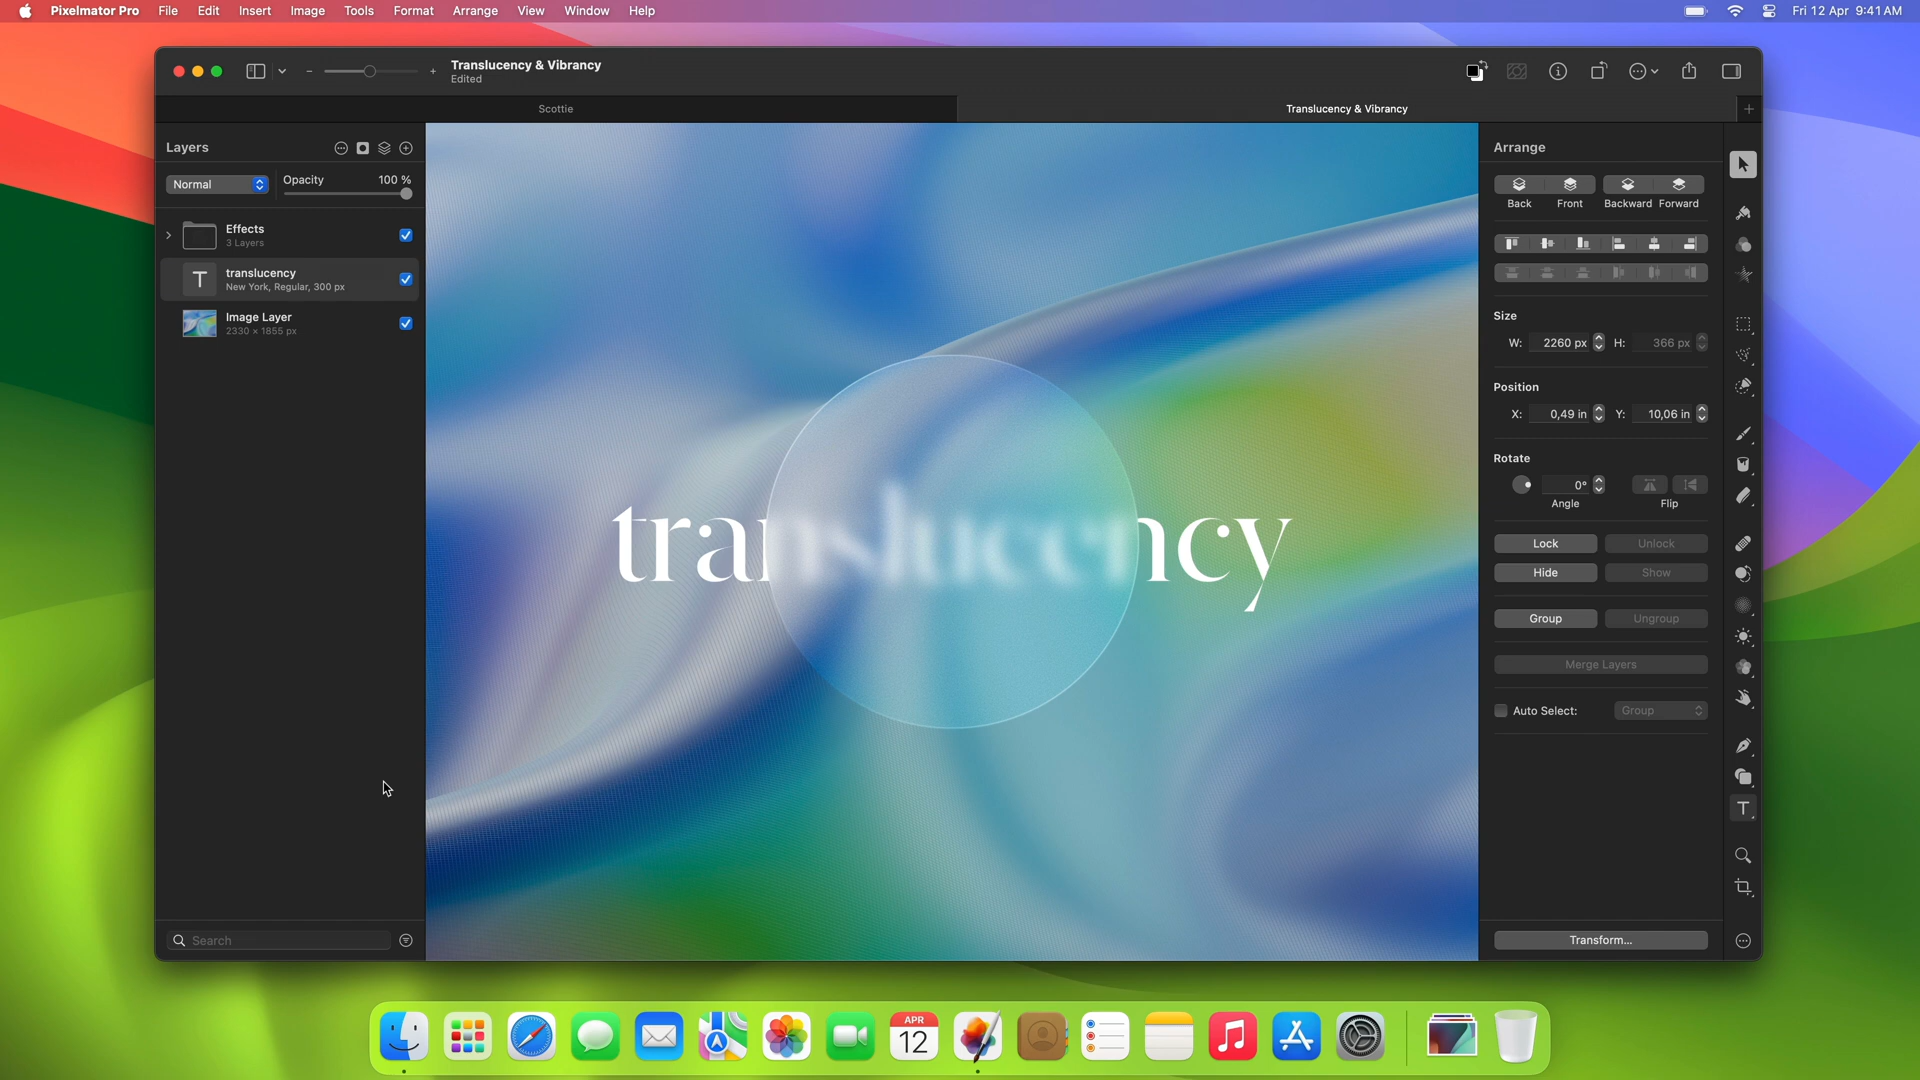 Pixelmator Pro File Edit Insert Image Tools Format Arrange View Window Help Fri 12 Apr 9:41 AM
Translucency & Vibrancy
Edited
Scottie
Translucency & Vibrancy
Layers
Normal
Opacity 100 %
Effects
3 Layers
T
translucency
New York, Regular, 300 px
Image Layer
2330 × 1855 px
Search
translucency
Arrange
Back Front Backward Forward
Size
W: 2260 px H: 366 px
Position
X: 0,49 in Y: 10,06 in
Rotate
0°
Angle Flip
Lock Unlock
Hide Show
Group Ungroup
Merge Layers
Auto Select: Group
Transform...
T
APR
12